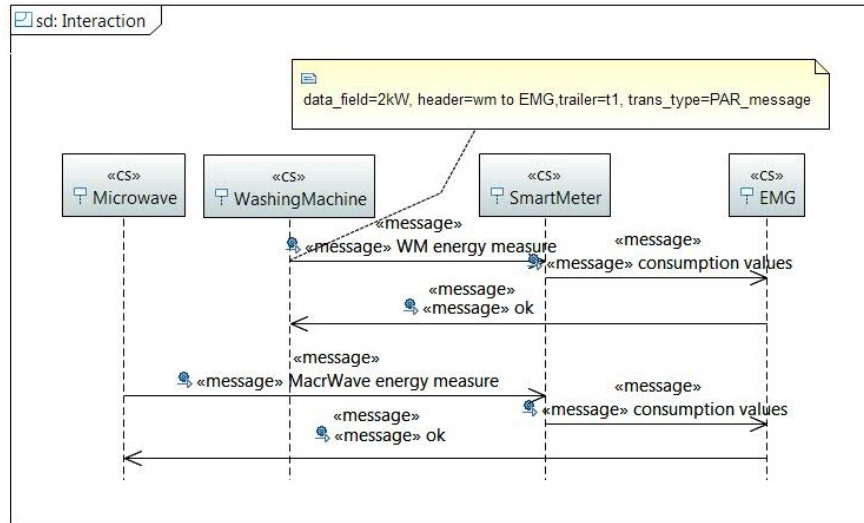 sd: Interaction
data_field=2kW, header=wm to EMG,trailer=t1, trans_type=PAR_message
«cs»
Microwave
«cs»
WashingMachine
«cs»
SmartMeter
«cs»
EMG
«message»
«message» WM energy measure
«message»
«message» consumption values
«message»
«message» ok
«message»
«message» MacrWave energy measure
«message»
«message» consumption values
«message»
«message» ok